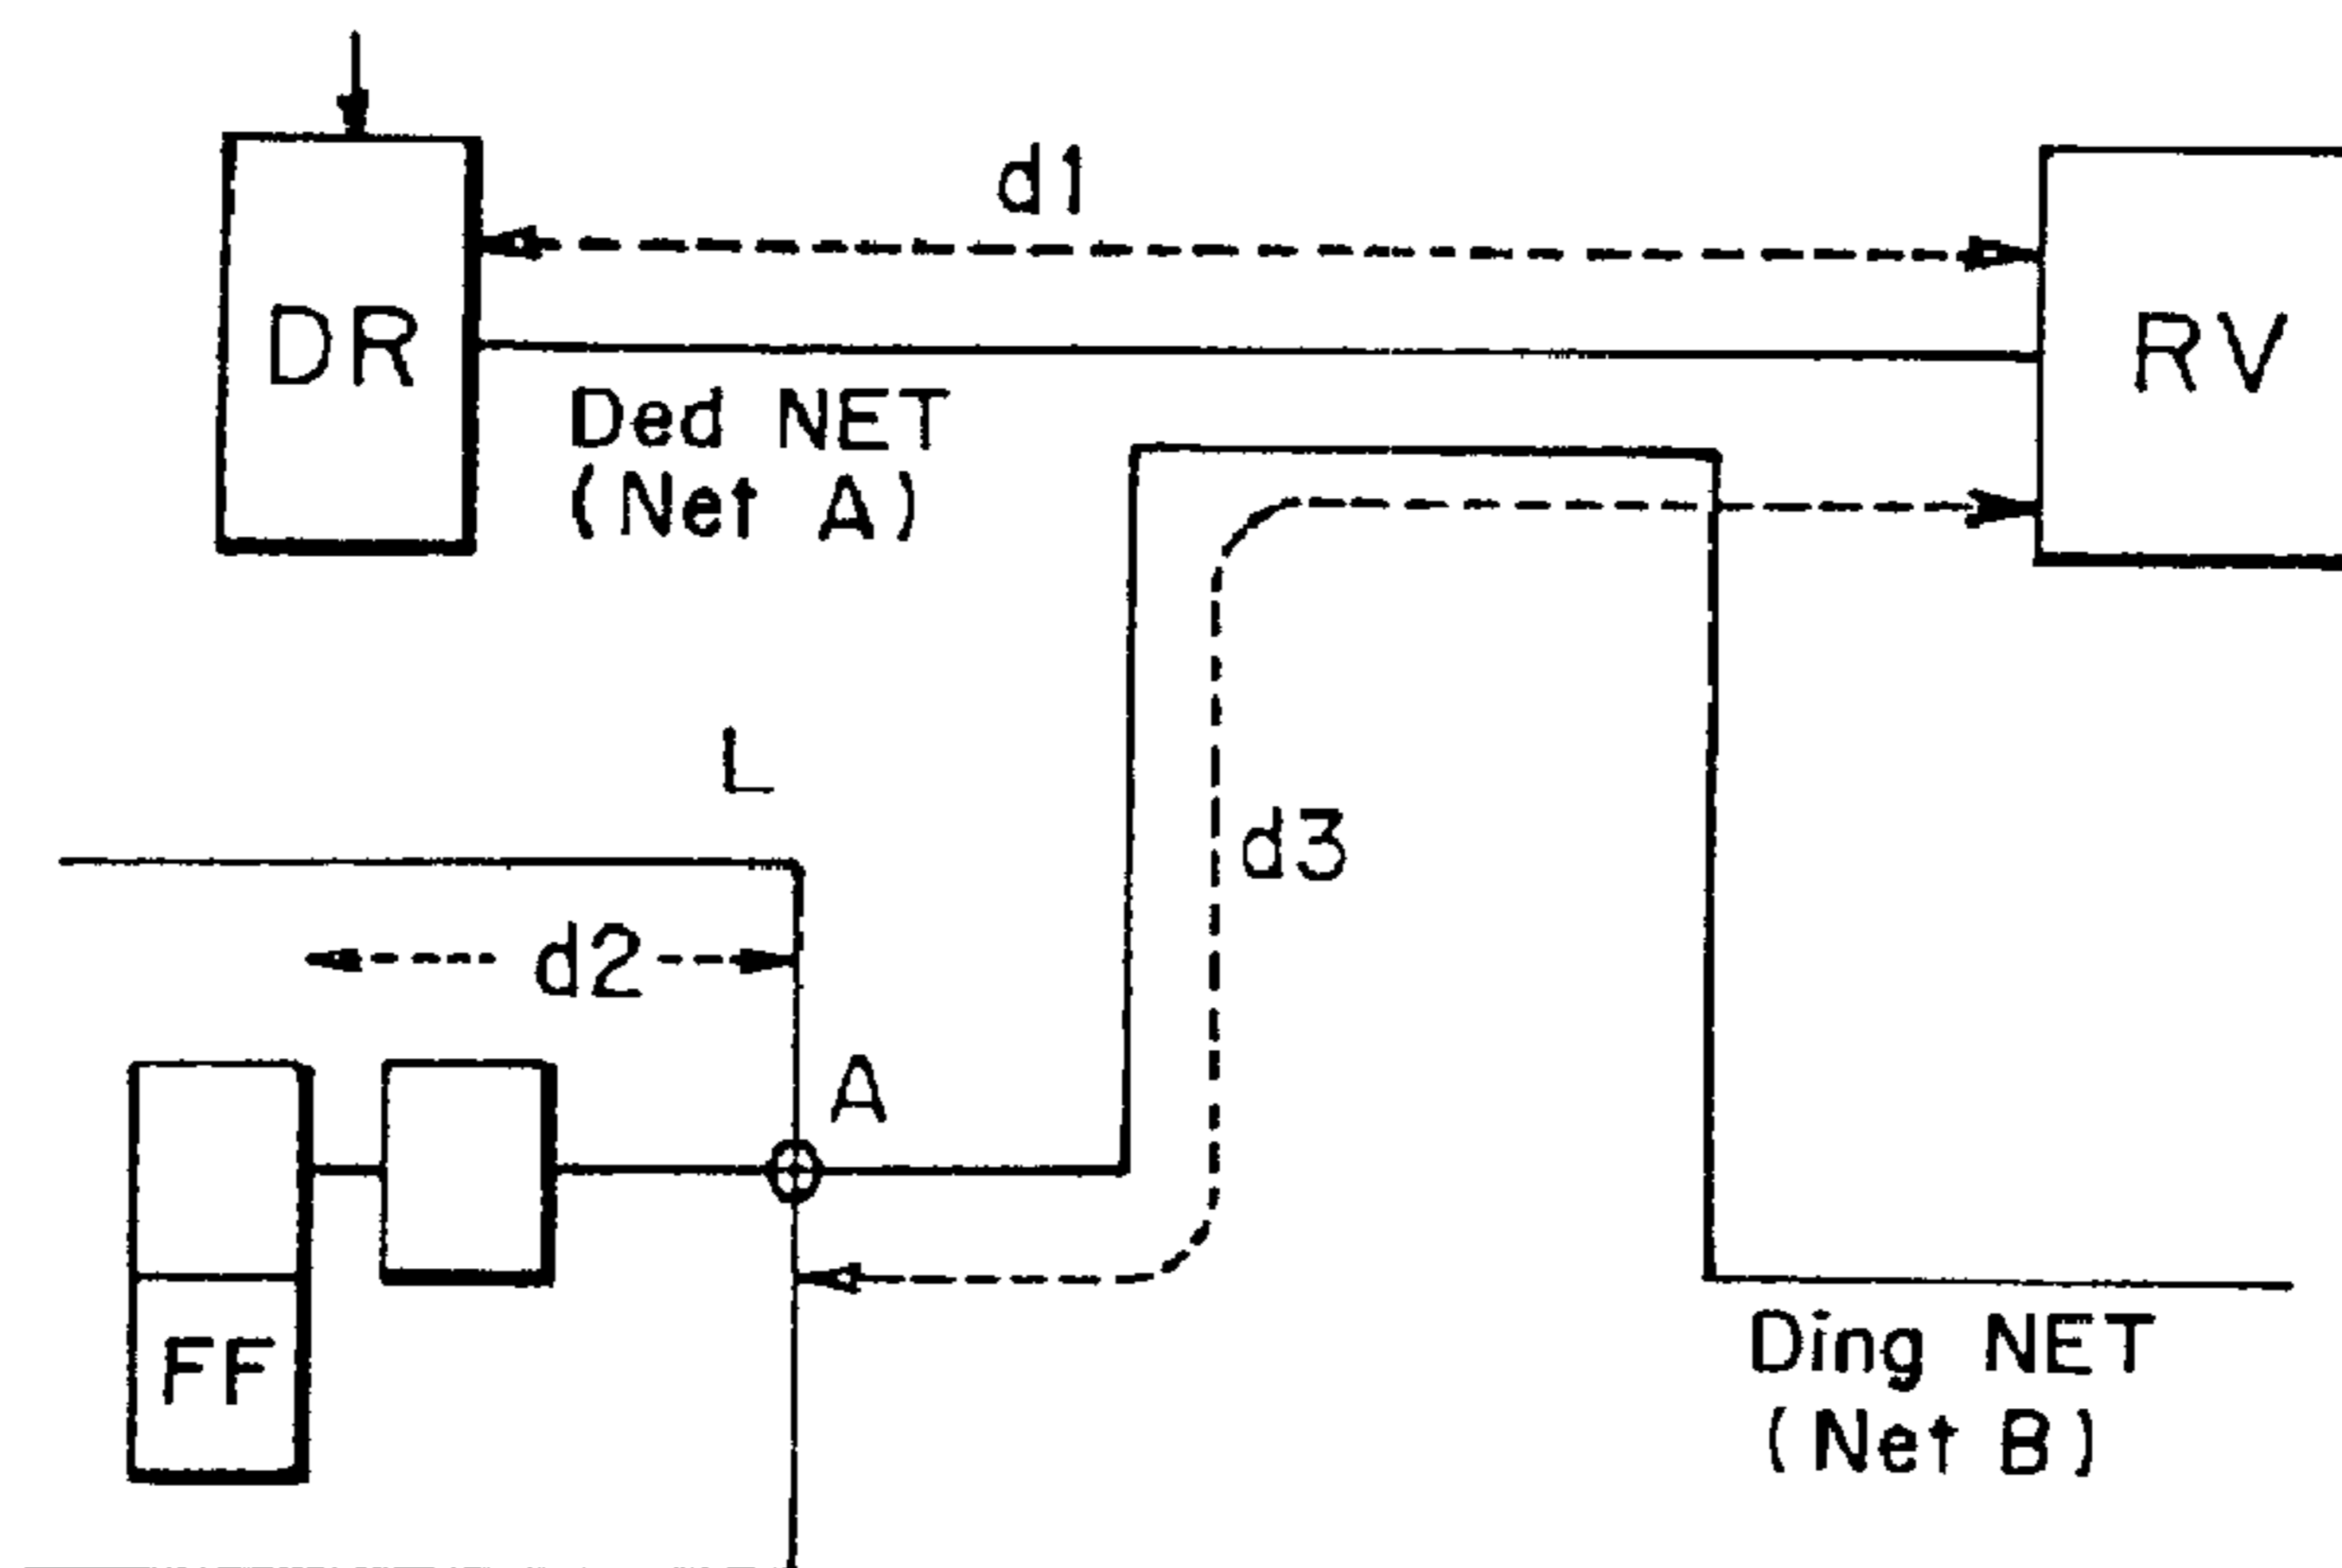 d1
DR
RV
Ded NET
(Net A)
L
d3
d2
A
FF
Ding NET
(Net B)